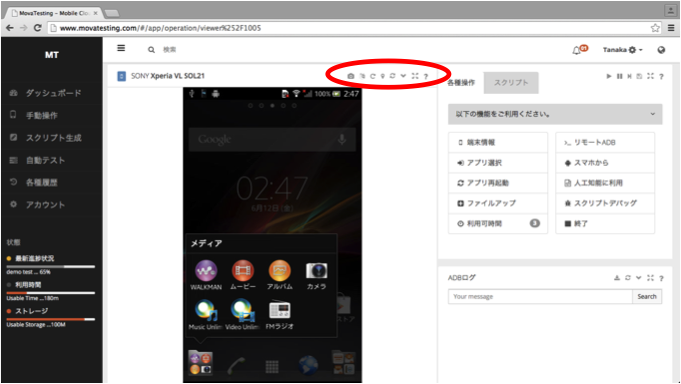 MovaTesting – Mobile Clou
www.movatesting.com/#/app/operation/viewer%252F1005
MT
検索
Tanaka
ダッシュボード
手動操作
スクリプト生成
自動テスト
各種履歴
アカウント
状態
最新進捗状況
demo test ... 65%
利用時間
Usable Time ...180m
ストレージ
Usable Storage ...100M
SONY Xperia VL SOL21
100% 2:47
Google
02:47
6月12日(金)
メディア
WALKMAN ムービー アルバム カメラ
Music Unlim Video Unlim FMラジオ
各種操作 スクリプト
以下の機能をご利用ください。
端末情報 リモートADB
アプリ選択 スマホから
アプリ再起動 人工知能に利用
ファイルアップ スクリプトデバッグ
利用可時間 3 終了
ADBログ
Your message Search